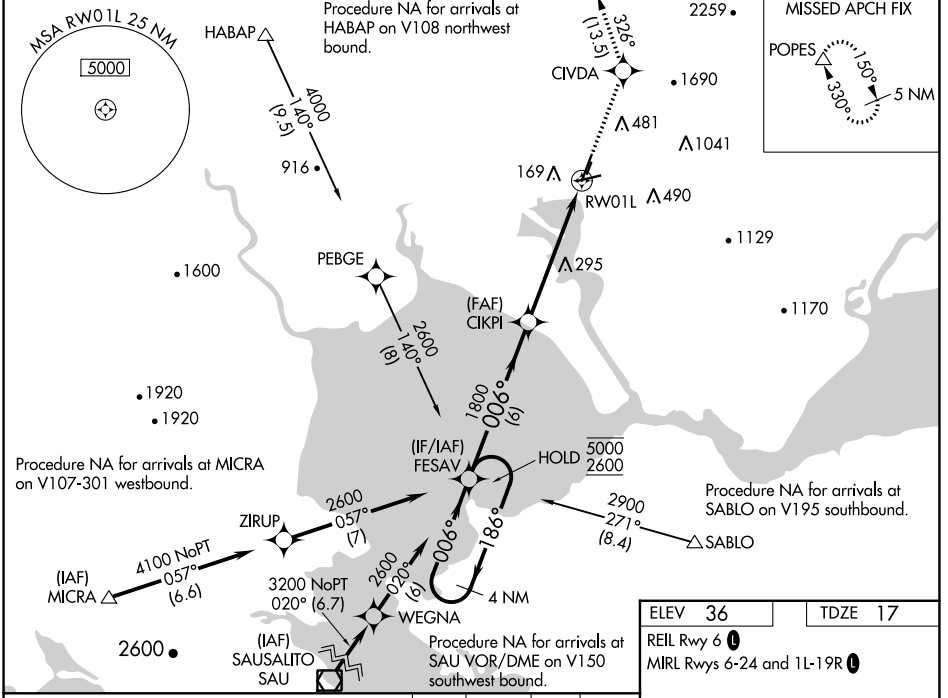 MSA RW01L 25 NM
5000
HABAP
Procedure NA for arrivals at
HABAP on V108 northwest
bound.
4000
140°
(9.5)
916
326°
(13.5)
CIVDA
2259
1690
481
1041
169
RW01L
490
MISSED APCH FIX
POPES
150°
330°
5 NM
1129
1600
PEBGE
295
(FAF)
CIKPI
1170
2600
140°
(8)
1920
1920
1800
006°
(6)
(IF/IAF)
FESAV
HOLD
5000
2600
Procedure NA for arrivals at MICRA
on V107-301 westbound.
Procedure NA for arrivals at
SABLO on V195 southbound.
2900
271°
(8.4)
SABLO
ZIRUP
2600
057°
(7)
4100 NoPT
057°
(6.6)
(IAF)
MICRA
006°
186°
4 NM
2600
020°
(6)
3200 NoPT
020° (6.7)
WEGNA
2600
(IAF)
SAUSALITO
SAU
Procedure NA for arrivals at
SAU VOR/DME on V150
southwest bound.
ELEV 36
TDZE 17
REIL Rwy 6 L
MIRL Rwys 6-24 and 1L-19R L